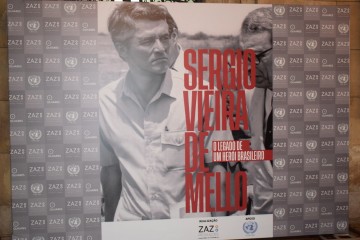 SERGIO
VIEIRA
DE
MELLO
O LEGADO DE
UM HERÓI BRASILEIRO
ZAZ